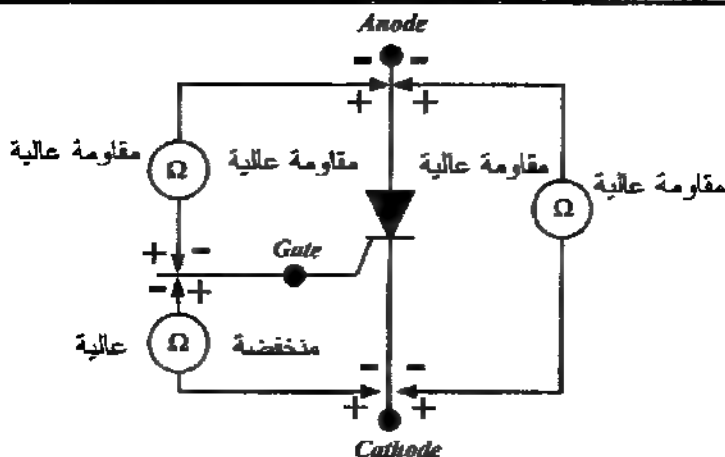 Anode
- -
+ +
مقاومة عالية Ω مقاومة عالية
مقاومة عالية Ω مقاومة عالية
+ -
Gate
- +
عالية Ω منخفضة
- -
+ +
Cathode